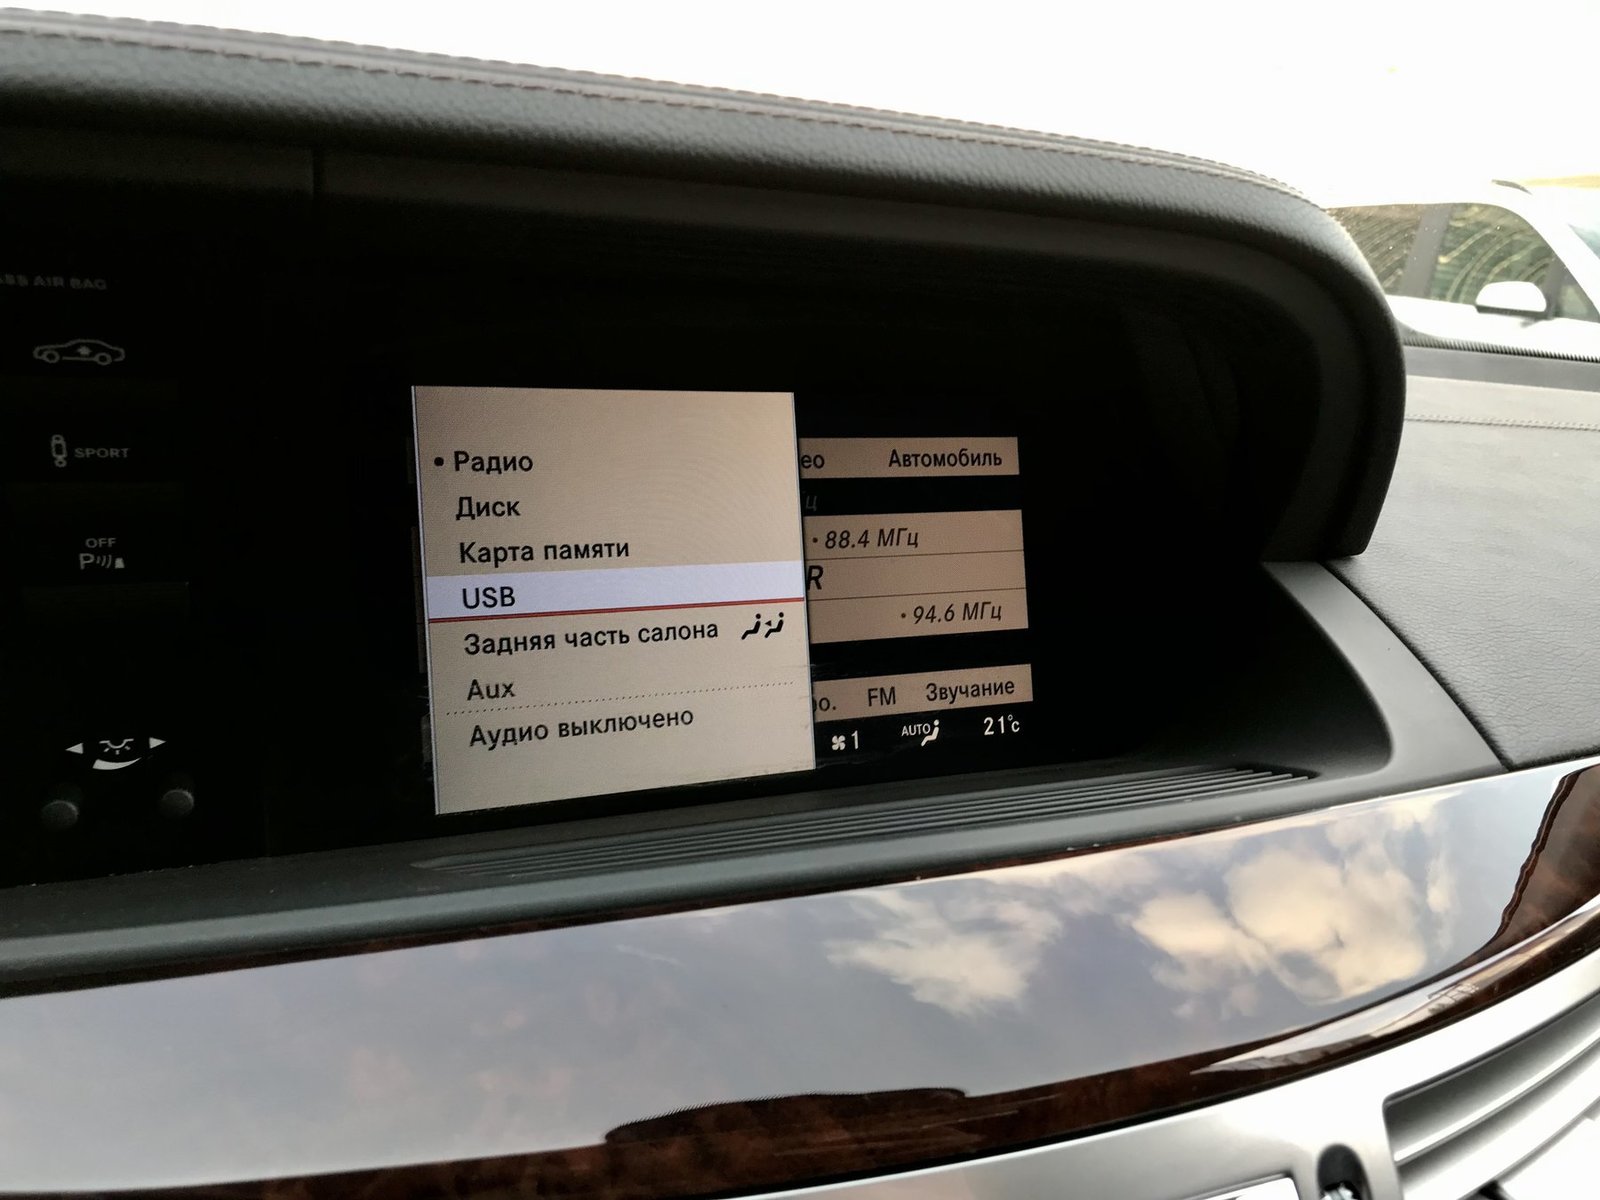 AIR BAG
SPORT
OFF
P
• Радио
Диск
Карта памяти
USB
Задняя часть салона
Aux
Аудио выключено
Автомобиль
• 88.4 МГц
R
• 94.6 МГц
FM Звучание
1 AUTO 21°C